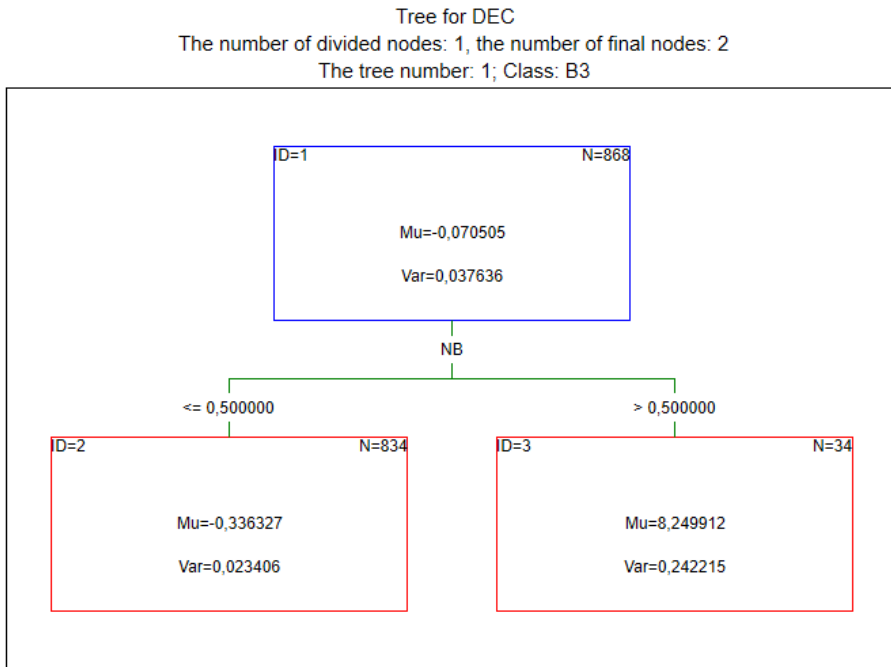 Tree for DEC
The number of divided nodes: 1, the number of final nodes: 2
The tree number: 1; Class: B3
ID=1 N=868
Mu=-0,070505
Var=0,037636
NB
<= 0,500000 > 0,500000
ID=2 N=834 ID=3 N=34
Mu=-0,336327 Mu=8,249912
Var=0,023406 Var=0,242215